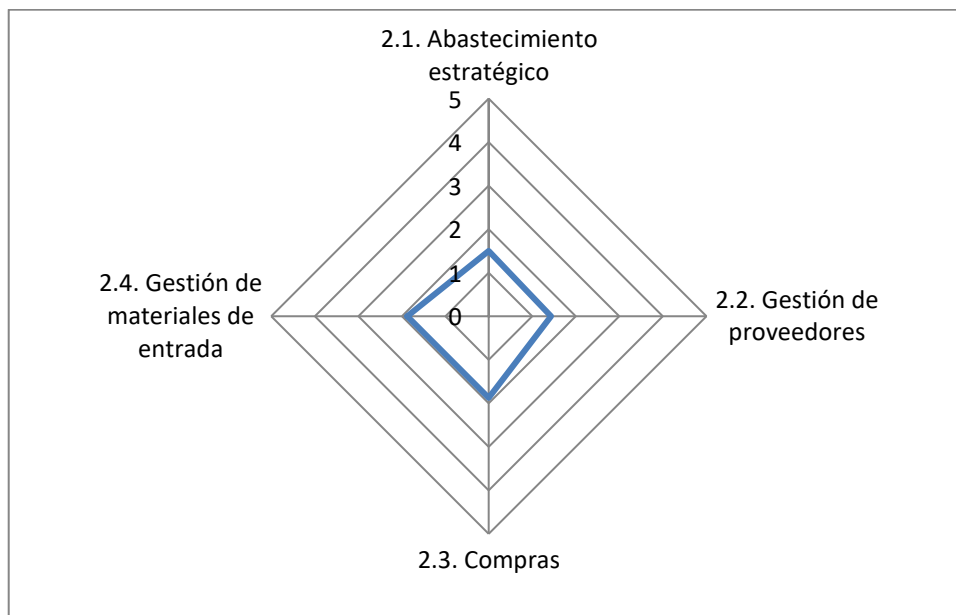 2.1. Abastecimiento
estratégico
5
4
3
2
1
0
2.2. Gestión de
proveedores
2.3. Compras
2.4. Gestión de
materiales de
entrada